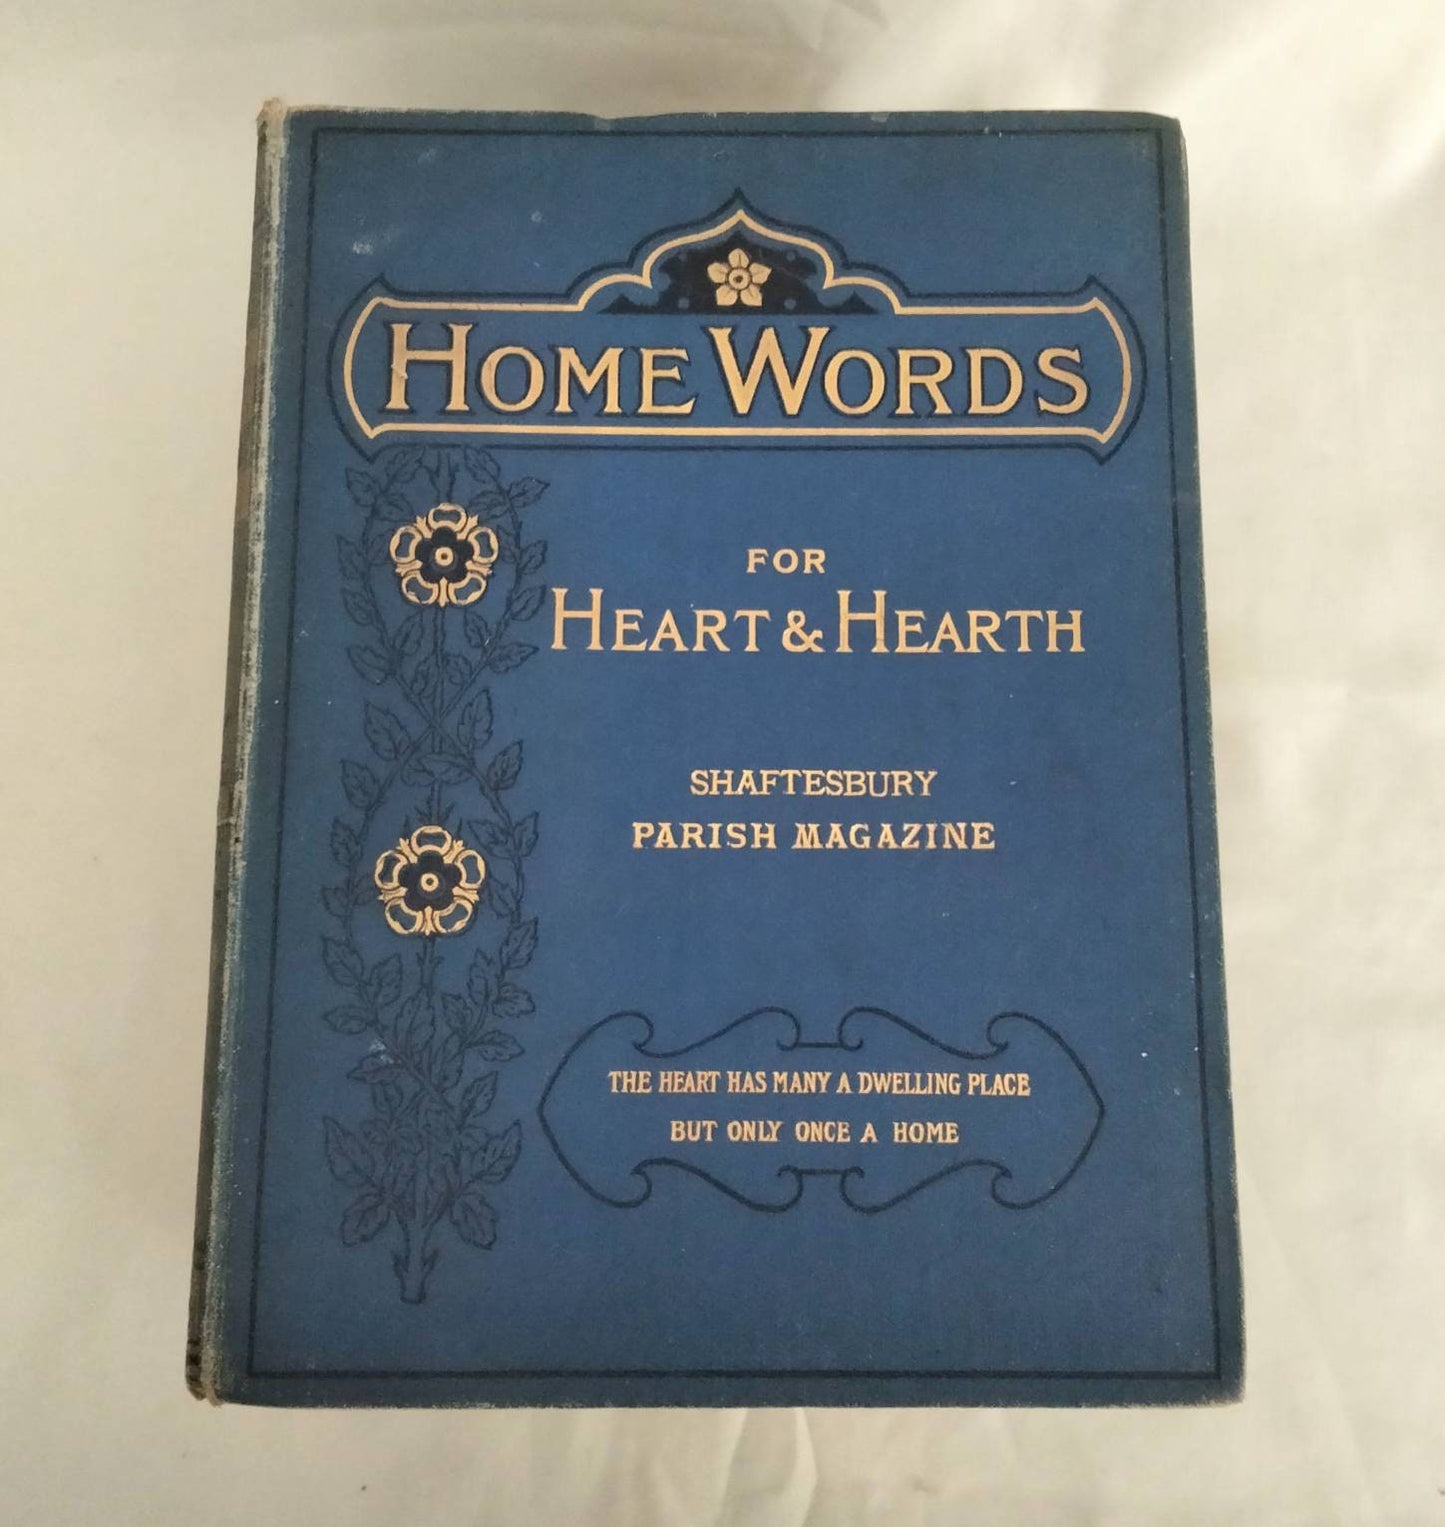 HOME WORDS
FOR
HEART & HEARTH
SHAFTESBURY
PARISH MAGAZINE
THE HEART HAS MANY A DWELLING PLACE
BUT ONLY ONCE A HOME